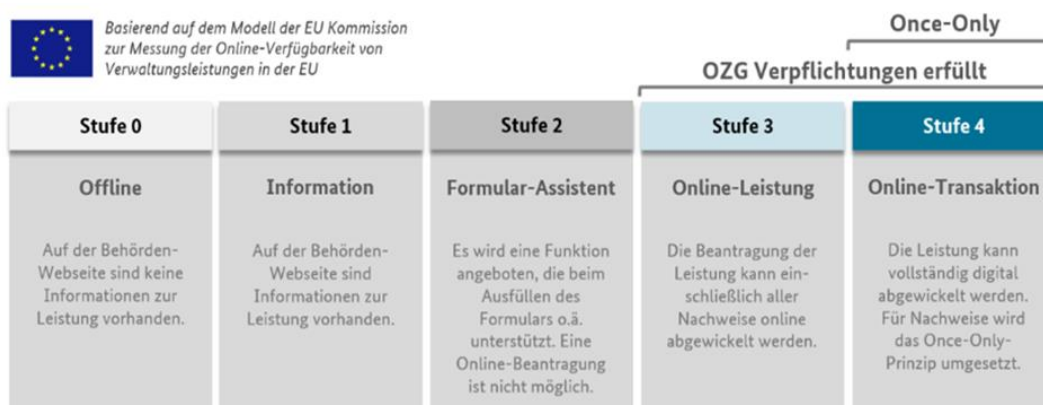 Basierend auf dem Modell der EU Kommission
zur Messung der Online-Verfügbarkeit von
Verwaltungsleistungen in der EU
Once-Only
OZG Verpflichtungen erfüllt
Stufe 0
Offline
Auf der Behörden-
Webseite sind keine
Informationen zur
Leistung vorhanden.
Stufe 1
Information
Auf der Behörden-
Webseite sind
Informationen zur
Leistung vorhanden.
Stufe 2
Formular-Assistent
Es wird eine Funktion
angeboten, die beim
Ausfüllen des
Formulars o.ä.
unterstützt. Eine
Online-Beantragung
ist nicht möglich.
Stufe 3
Online-Leistung
Die Beantragung der
Leistung kann ein-
schließlich aller
Nachweise online
abgewickelt werden.
Stufe 4
Online-Transaktion
Die Leistung kann
vollständig digital
abgewickelt werden.
Für Nachweise wird
das Once-Only-
Prinzip umgesetzt.